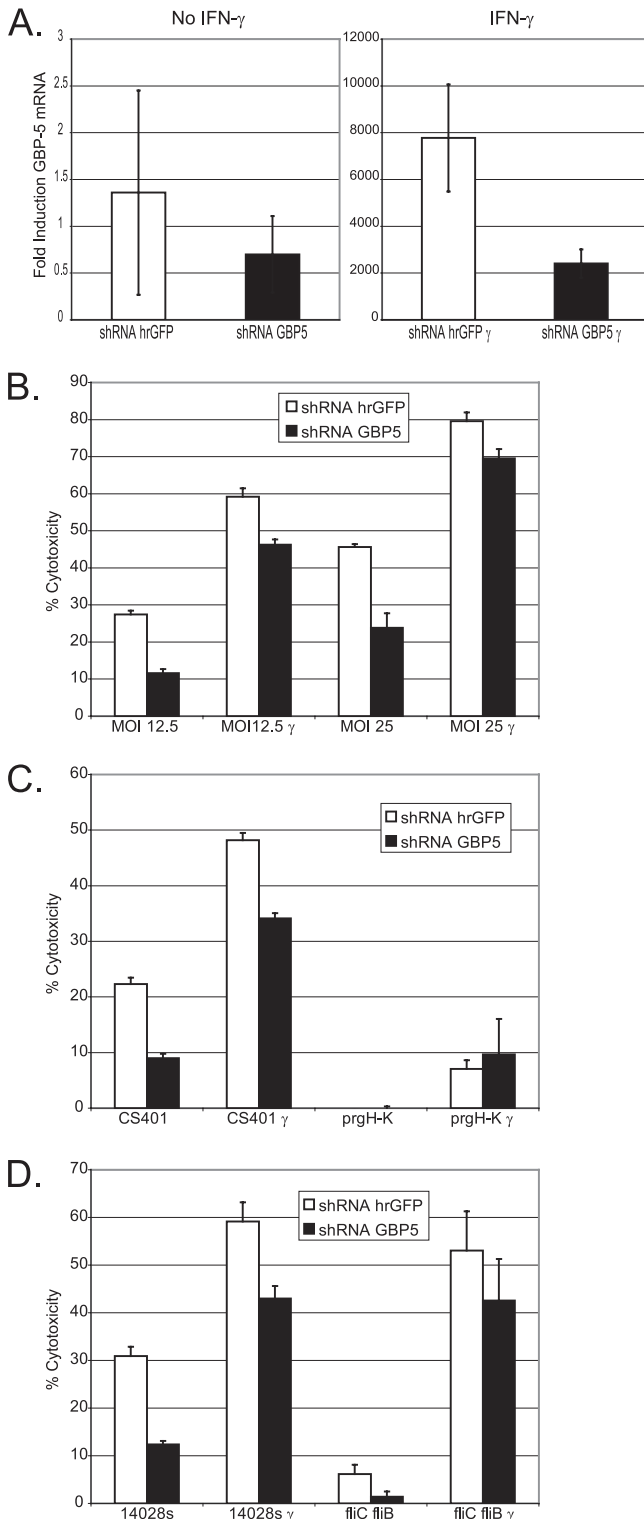 A.
No IFN-γ
IFN-γ
Fold Induction GBP-5 mRNA
3
2.5
2
1.5
1
0.5
0
shRNA hrGFP
shRNA GBP5
12000
10000
8000
6000
4000
2000
0
shRNA hrGFP γ
shRNA GBP5 γ
B.
% Cytotoxicity
90
80
70
60
50
40
30
20
10
0
shRNA hrGFP
shRNA GBP5
MOI 12.5
MOI12.5 γ
MOI 25
MOI 25 γ
C.
% Cytotoxicity
60
50
40
30
20
10
0
shRNA hrGFP
shRNA GBP5
CS401
CS401 γ
prgH-K
prgH-K γ
D.
% Cytotoxicity
70
60
50
40
30
20
10
0
shRNA hrGFP
shRNA GBP5
14028s
14028s γ
fliC fliB
fliC fliB γ